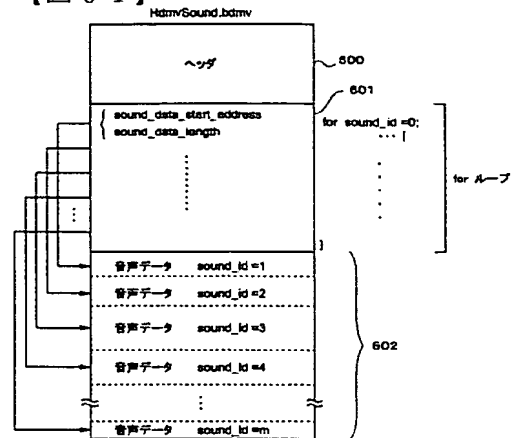 HdmvSound.bdmv
ヘッダ
600
601
sound_data_start_address
sound_data_length
for sound_id =0;
… {
for ループ
}
音声データ sound_id =1
音声データ sound_id =2
音声データ sound_id =3
602
音声データ sound_id =4
音声データ sound_id =m